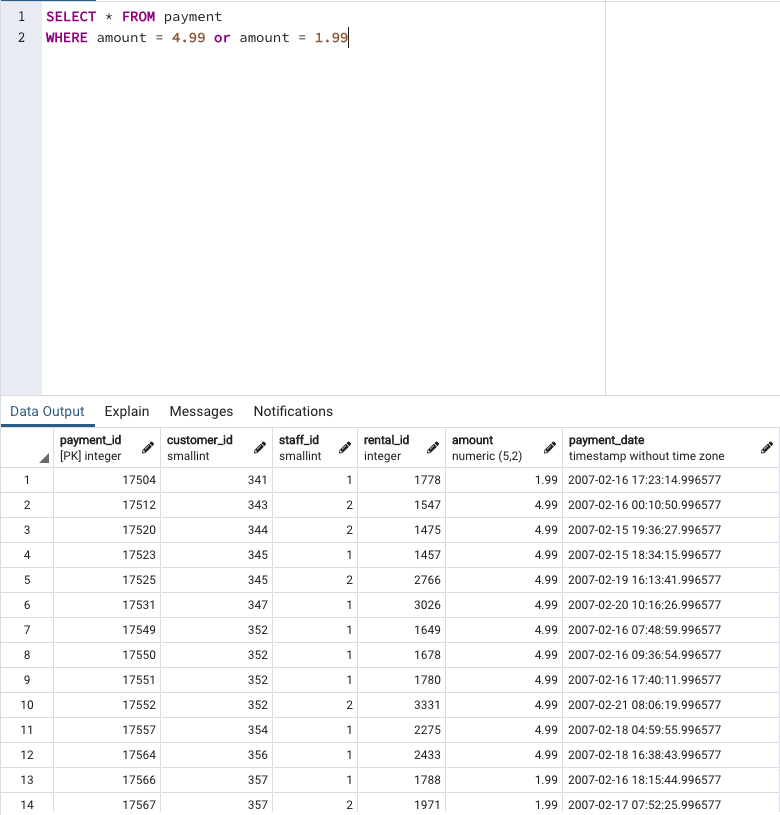 1 SELECT * FROM payment
2 WHERE amount = 4.99 or amount = 1.99
Data Output Explain Messages Notifications
payment_id customer_id staff_id rental_id amount payment_date
[PK] integer smallint smallint integer numeric (5,2) timestamp without time zone
1 17504 341 1 1778 1.99 2007-02-16 17:23:14.996577
2 17512 343 2 1547 4.99 2007-02-16 00:10:50.996577
3 17520 344 2 1475 4.99 2007-02-15 19:36:27.996577
4 17523 345 1 1457 4.99 2007-02-15 18:34:15.996577
5 17525 345 2 2766 4.99 2007-02-19 16:13:41.996577
6 17531 347 1 3026 4.99 2007-02-20 10:16:26.996577
7 17549 352 1 1649 4.99 2007-02-16 07:48:59.996577
8 17550 352 1 1678 4.99 2007-02-16 09:36:54.996577
9 17551 352 1 1780 4.99 2007-02-16 17:40:11.996577
10 17552 352 2 3331 4.99 2007-02-21 08:06:19.996577
11 17557 354 1 2275 4.99 2007-02-18 04:59:55.996577
12 17564 356 1 2433 4.99 2007-02-18 16:38:43.996577
13 17566 357 1 1788 1.99 2007-02-16 18:15:44.996577
14 17567 357 2 1971 1.99 2007-02-17 07:52:25.996577